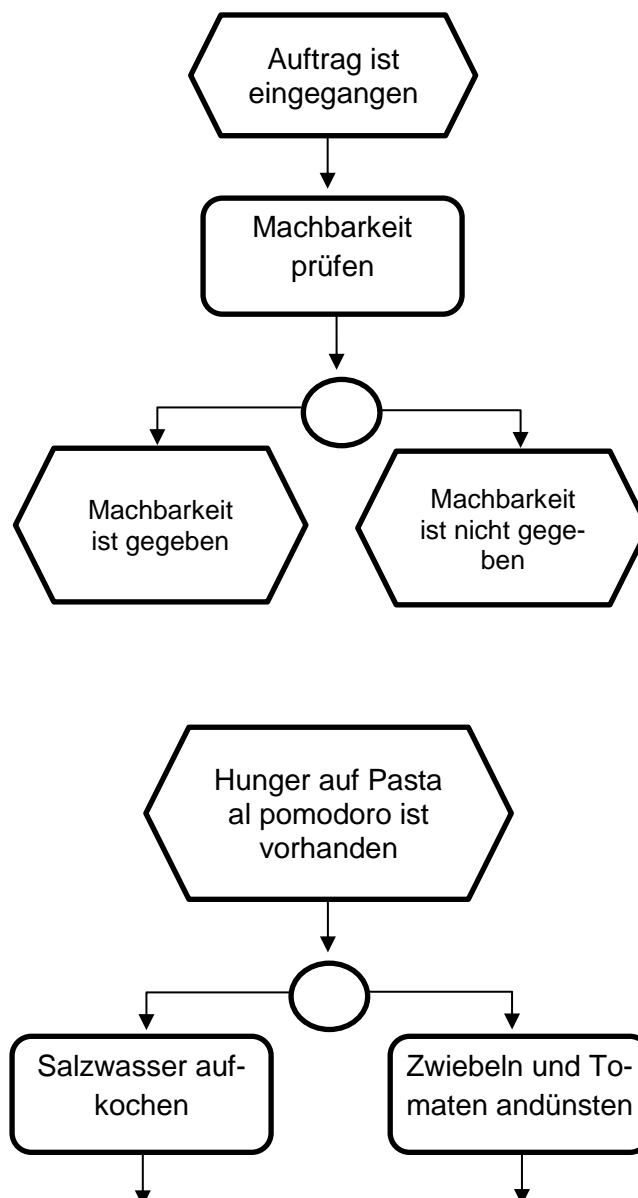 Auftrag ist
eingegangen
Machbarkeit
prüfen
Machbarkeit
ist gegeben
Machbarkeit
ist nicht gege-
ben
Hunger auf Pasta
al pomodoro ist
vorhanden
Salzwasser auf-
kochen
Zwiebeln und To-
maten andünsten